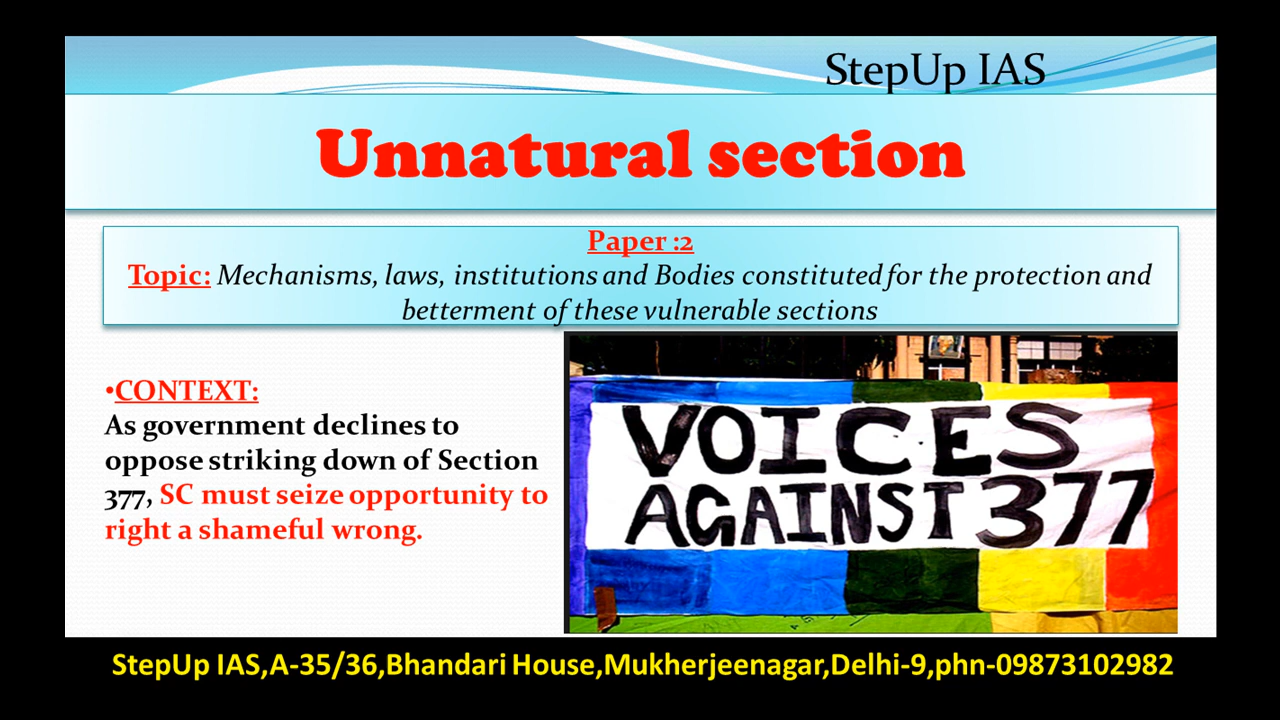 StepUp IAS
Unnatural section
Paper :2
Topic: Mechanisms, laws, institutions and Bodies constituted for the protection and
betterment of these vulnerable sections
•CONTEXT:
As government declines to
oppose striking down of Section
377, SC must seize opportunity to
right a shameful wrong.
VOICES
AGAINST 377
StepUp IAS,A-35/36,Bhandari House,Mukherjeenagar,Delhi-9,phn-09873102982